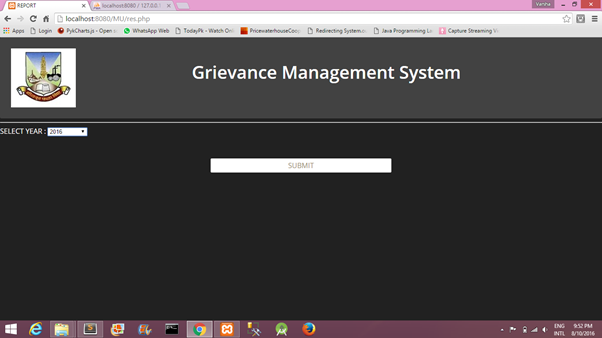 REPORT
localhost:8080 / 127.0.0.1
Varsha
localhost:8080/MU/res.php
Apps
Login
PykCharts.js - Open s
WhatsApp Web
TodayPk - Watch Onli
PricewaterhouseCoop
Redirecting System.o
Java Programming La
Capture Streaming Vi
Grievance Management System
SELECT YEAR : 2016
SUBMIT
ENG
INTL
9:52 PM
8/10/2016